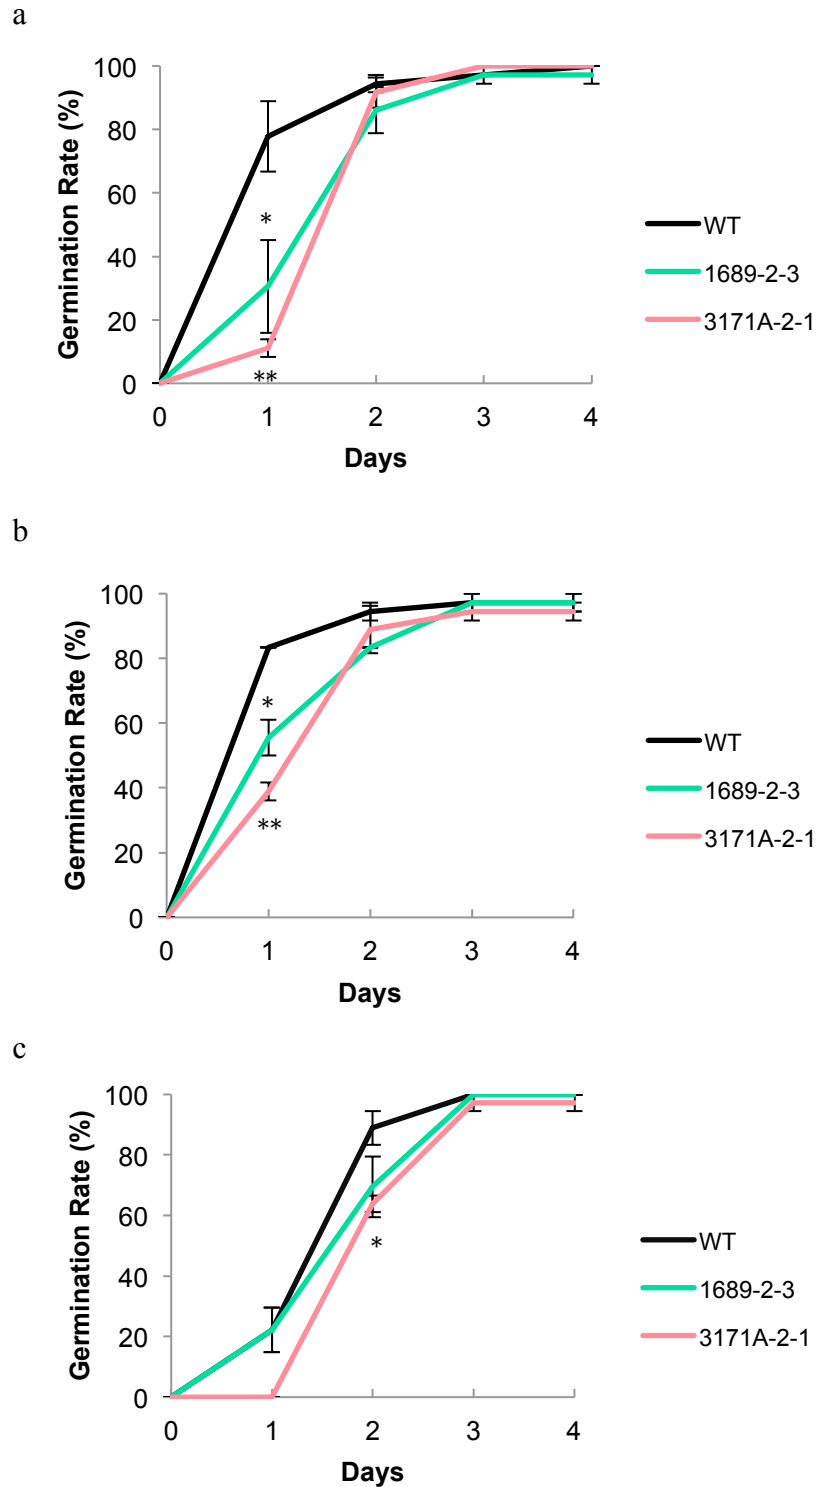 a
Germination Rate (%)
100
80
60
40
20
0
*
**
0 1 2 3 4
Days
WT
1689-2-3
3171A-2-1
b
Germination Rate (%)
100
80
60
40
20
0
*
**
0 1 2 3 4
Days
WT
1689-2-3
3171A-2-1
c
Germination Rate (%)
100
80
60
40
20
0
*
0 1 2 3 4
Days
WT
1689-2-3
3171A-2-1